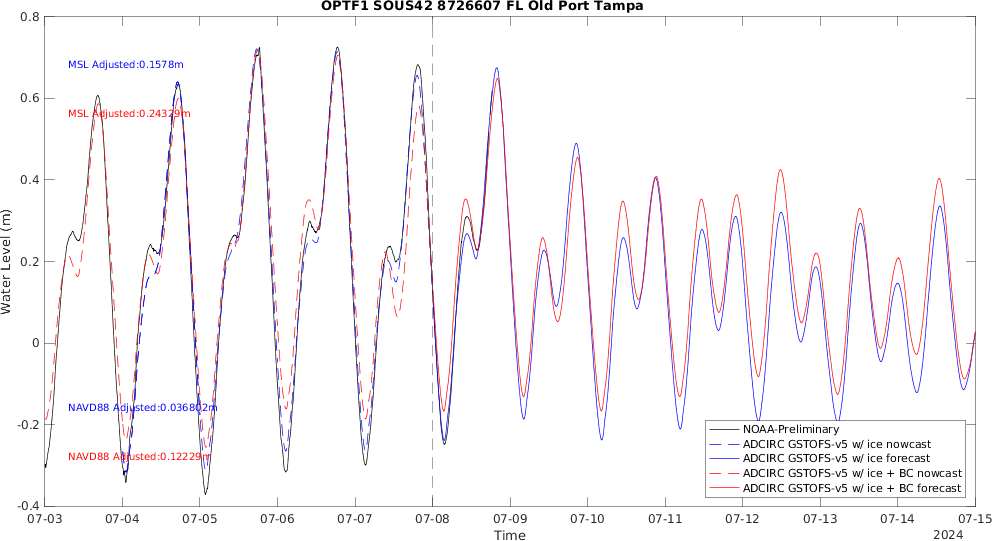 OPTF1 SOUS42 8726607 FL Old Port Tampa
0.8
0.6
0.4
0.2
0
-0.2
-0.4
Water Level (m)
MSL Adjusted:0.1578m
MSL Adjusted:0.24329m
NAVD88 Adjusted:0.036802m
NAVD88 Adjusted:0.12229m
NOAA-Preliminary
ADCIRC GSTOFS-v5 w/ ice nowcast
ADCIRC GSTOFS-v5 w/ ice forecast
ADCIRC GSTOFS-v5 w/ ice + BC nowcast
ADCIRC GSTOFS-v5 w/ ice + BC forecast
07-03 07-04 07-05 07-06 07-07 07-08 07-09 07-10 07-11 07-12 07-13 07-14 07-15
Time
2024